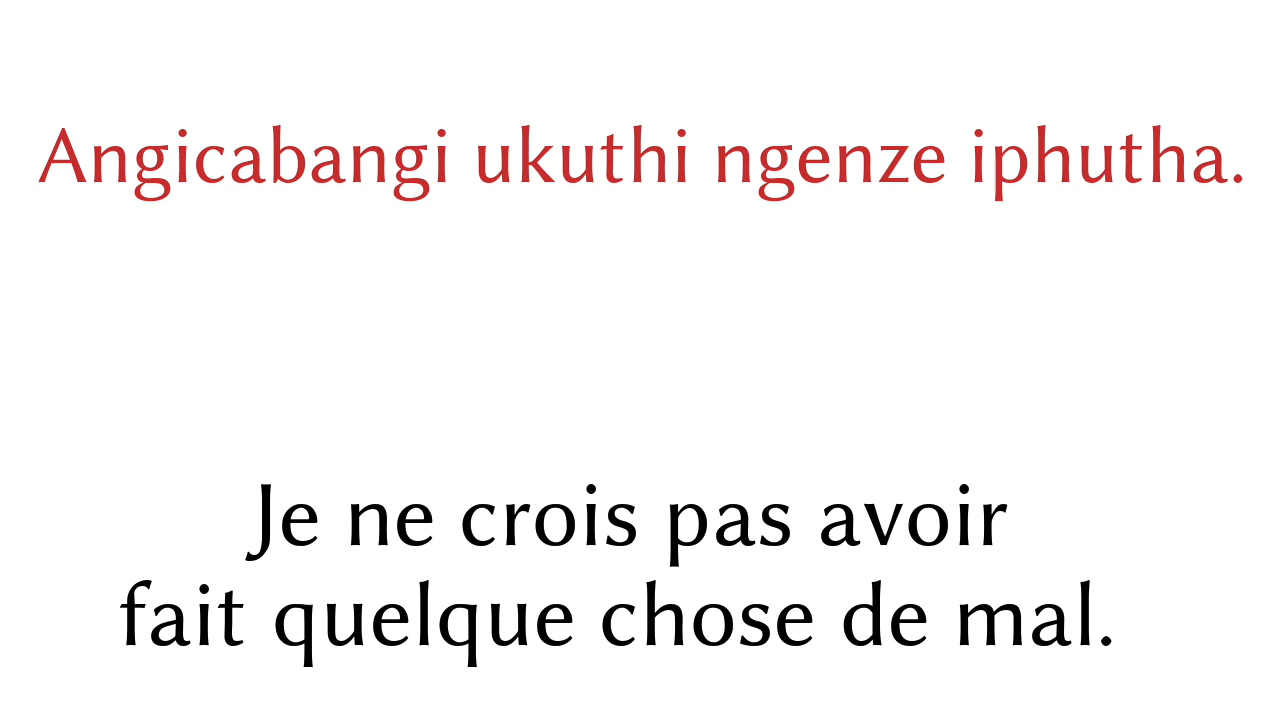 Angicabangi ukuthi ngenze iphutha.
Je ne crois pas avoir
fait quelque chose de mal.